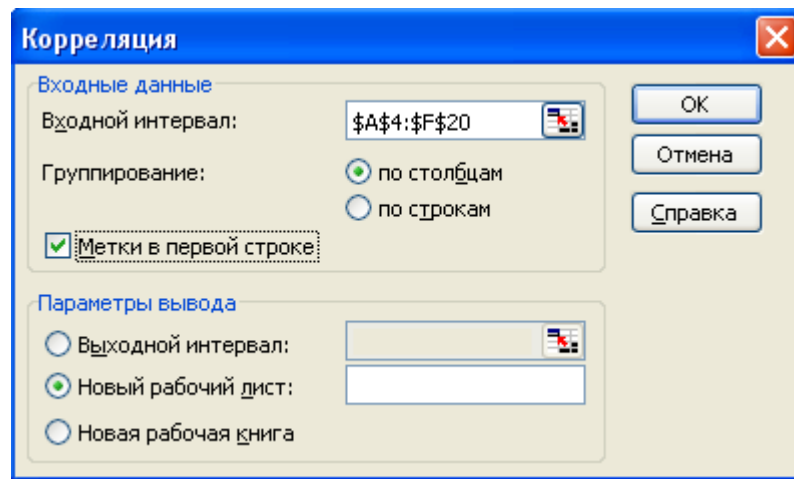 Корреляция
Входные данные
Входной интервал: $A$4:$F$20
Группирование: по столбцам
по строкам
Метки в первой строке
Параметры вывода
Выходной интервал:
Новый рабочий лист:
Новая рабочая книга
ОК
Отмена
Справка